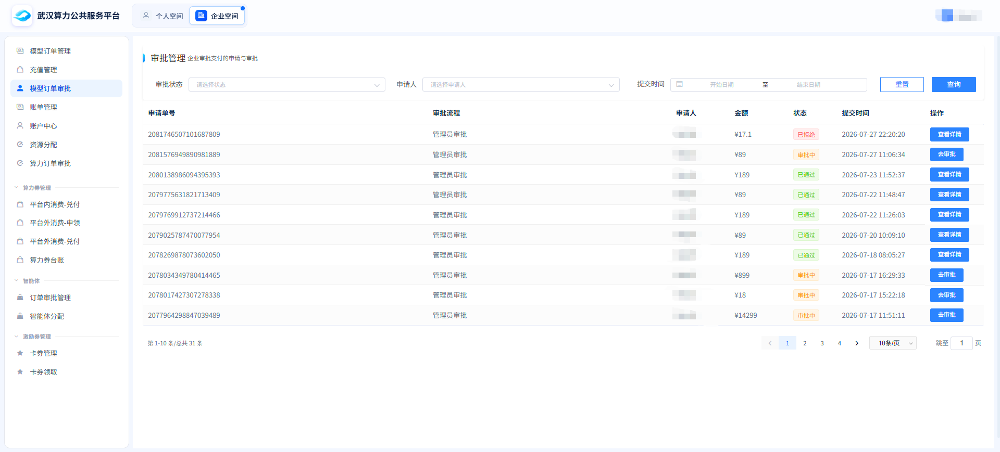 武汉算力公共服务平台
个人空间
企业空间
模型订单管理
充值管理
模型订单审批
账单管理
账户中心
资源分配
算力订单审批
算力券管理
平台内消费-兑付
平台外消费-申领
平台外消费-兑付
算力券台账
智能体
订单审批管理
智能体分配
激励券管理
卡券管理
卡券领取
审批管理 企业审批支付的申请与审批
审批状态 请选择状态 申请人 请选择申请人 提交时间 开始日期 至 结束日期 重置 查询
申请单号 审批流程 申请人 金额 状态 提交时间 操作
2081746507101687809 管理员审批 ¥17.1 已拒绝 2026-07-27 22:20:20 查看详情
2081576949890981889 管理员审批 ¥89 审批中 2026-07-27 11:06:34 去审批
2080138986094395393 管理员审批 ¥189 已通过 2026-07-23 11:52:37 查看详情
2079775631821713409 管理员审批 ¥89 已通过 2026-07-22 11:48:47 查看详情
2079769912737214466 管理员审批 ¥189 已通过 2026-07-22 11:26:03 查看详情
2079025787470077954 管理员审批 ¥89 已通过 2026-07-20 10:09:10 查看详情
2078269878073602050 管理员审批 ¥189 已通过 2026-07-18 08:05:27 查看详情
2078034349780414465 管理员审批 ¥899 审批中 2026-07-17 16:29:33 去审批
2078017427307278338 管理员审批 ¥18 审批中 2026-07-17 15:22:18 去审批
2077964298847039489 管理员审批 ¥14299 审批中 2026-07-17 11:51:11 去审批
第 1-10 条/总共 31 条 1 2 3 4 10条/页 跳至 1 页